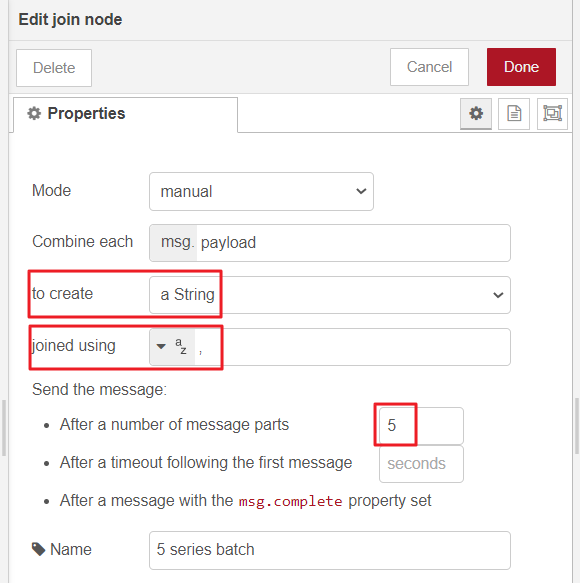 Edit join node
Delete
Cancel
Done
Properties
Mode
manual
Combine each
msg. payload
to create
a String
joined using
az ,
Send the message:
• After a number of message parts
5
• After a timeout following the first message
seconds
• After a message with the msg.complete property set
Name
5 series batch